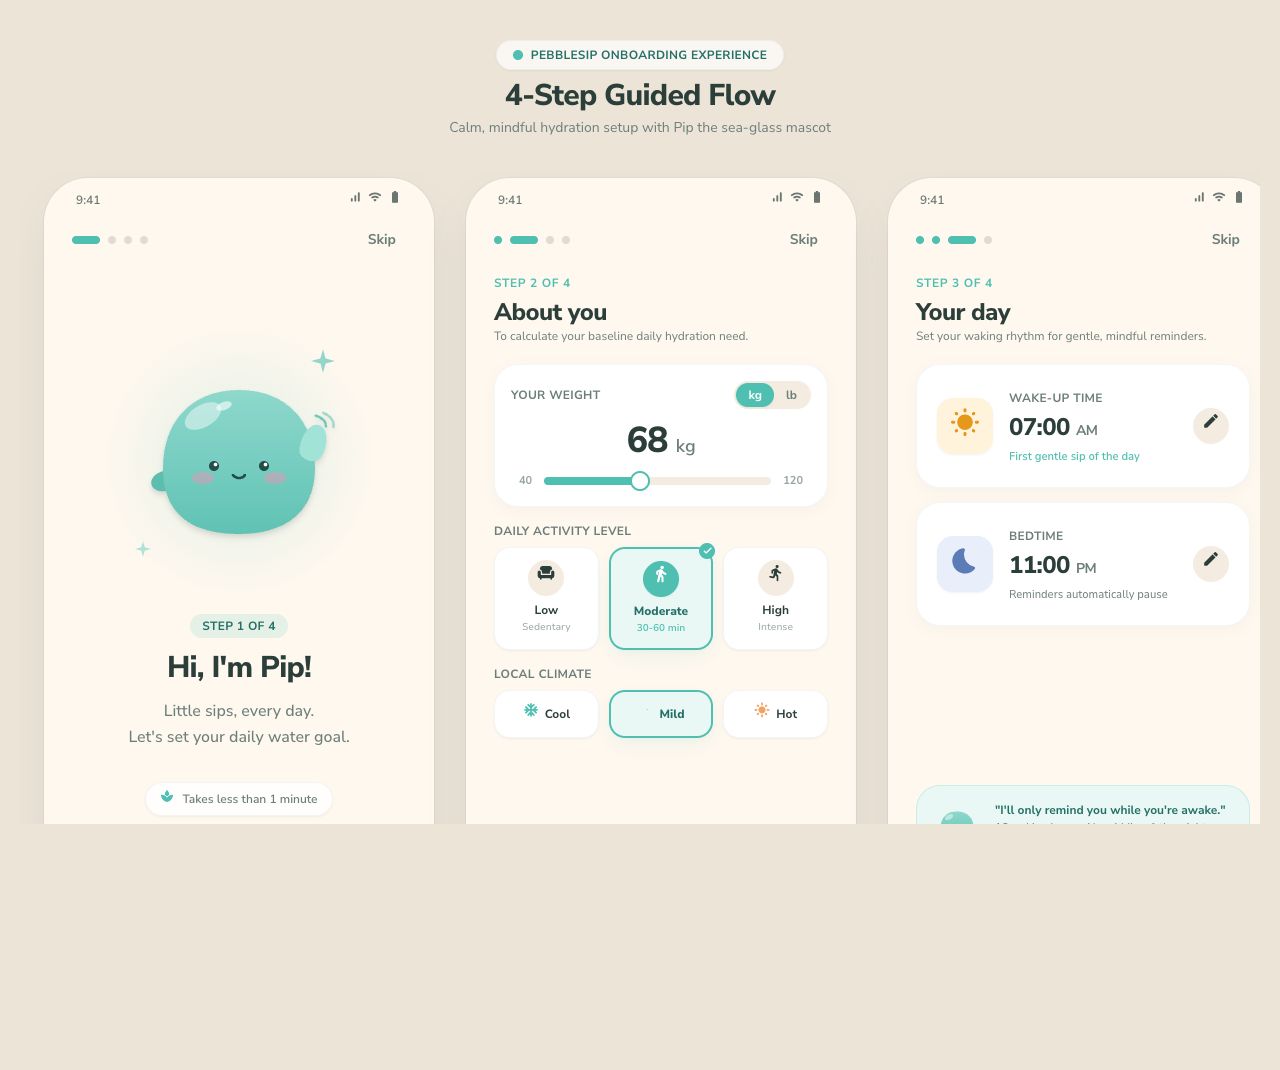 PEBBLESIP ONBOARDING EXPERIENCE
4-Step Guided Flow
Calm, mindful hydration setup with Pip the sea-glass mascot
9:41
Skip
STEP 1 OF 4
Hi, I'm Pip!
Little sips, every day.
Let's set your daily water goal.
Takes less than 1 minute
9:41
Skip
STEP 2 OF 4
About you
To calculate your baseline daily hydration need.
YOUR WEIGHT
kg lb
68 kg
40 120
DAILY ACTIVITY LEVEL
Low Moderate High
Sedentary 30-60 min Intense
LOCAL CLIMATE
Cool Mild Hot
9:41
Skip
STEP 3 OF 4
Your day
Set your waking rhythm for gentle, mindful reminders.
WAKE-UP TIME
07:00 AM
First gentle sip of the day
BEDTIME
11:00 PM
Reminders automatically pause
"I'll only remind you while you're awake."